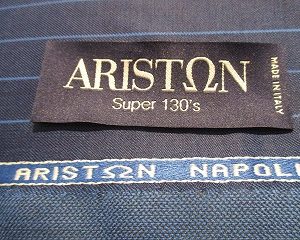 ARISTΩN
Super 130's
MADE IN ITALY
ARISTΩN NAPOLI